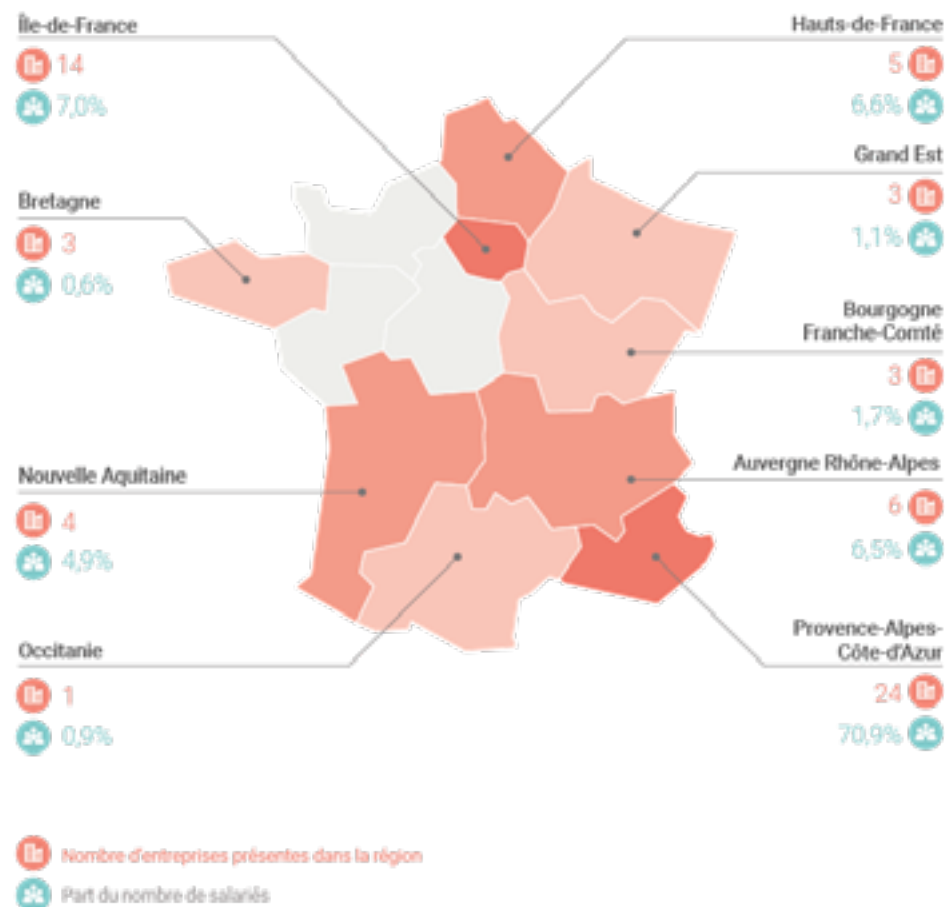 Île-de-France
14
7,0%
Bretagne
3
0,6%
Nouvelle Aquitaine
4
4,9%
Occitanie
1
0,9%
Hauts-de-France
5
6,6%
Grand Est
3
1,1%
Bourgogne
Franche-Comté
3
1,7%
Auvergne Rhône-Alpes
6
6,5%
Provence-Alpes-
Côte-d'Azur
24
70,9%
Nombre d'entreprises présentes dans la région
Part du nombre de salariés